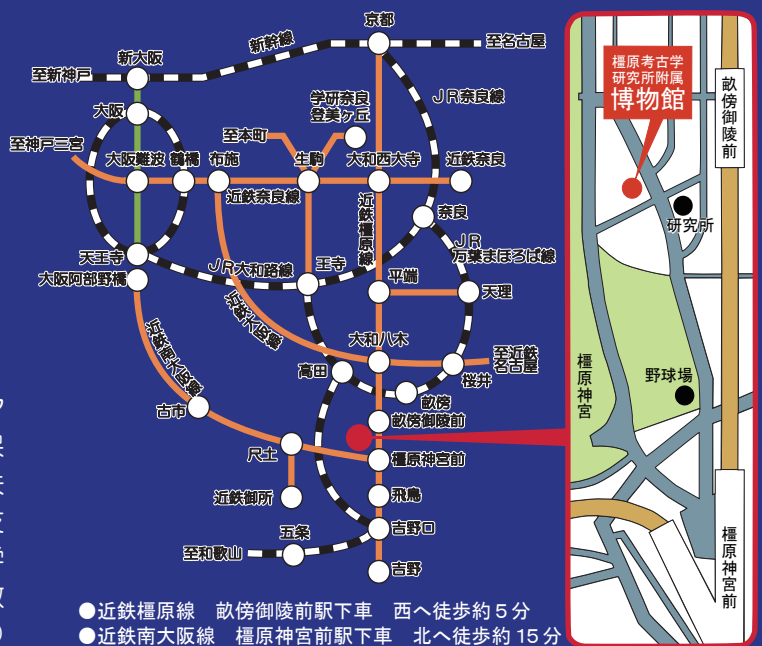 京都
新幹線
至名古屋
新大阪
至新神戸
大阪
学研奈良
登美ヶ丘
ＪＲ奈良線
至神戸三宮
至本町
大阪難波
鶴橋
布施
生駒
大和西大寺
近鉄奈良
近鉄奈良線
近鉄橿原線
奈良
ＪＲ
万葉まほろば線
天王寺
ＪＲ大和路線
王寺
大阪阿部野橋
平端
天理
近鉄大阪線
近鉄南大阪線
大和八木
至近鉄
名古屋
高田
桜井
畝傍
古市
畝傍御陵前
尺土
橿原神宮前
近鉄御所
飛鳥
五条
吉野口
至和歌山
吉野
橿原考古学
研究所附属
博物館
畝傍御陵前
研究所
橿原神宮
野球場
橿原神宮前
●近鉄橿原線　畝傍御陵前駅下車　西へ徒歩約５分
●近鉄南大阪線　橿原神宮前駅下車　北へ徒歩約 15 分